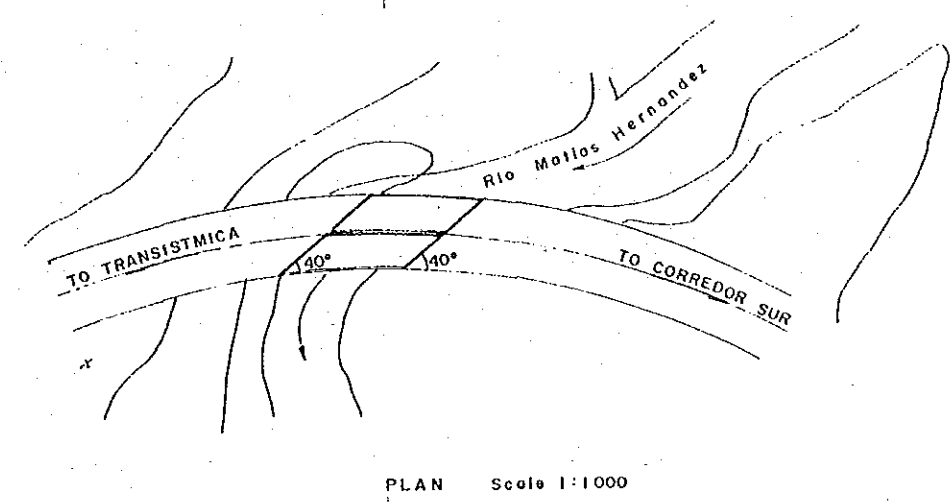 Rio Matias Hernandez
TO TRANSISTMICA
40°
40°
TO CORREDOR SUR
x
PLAN Scale 1:1000